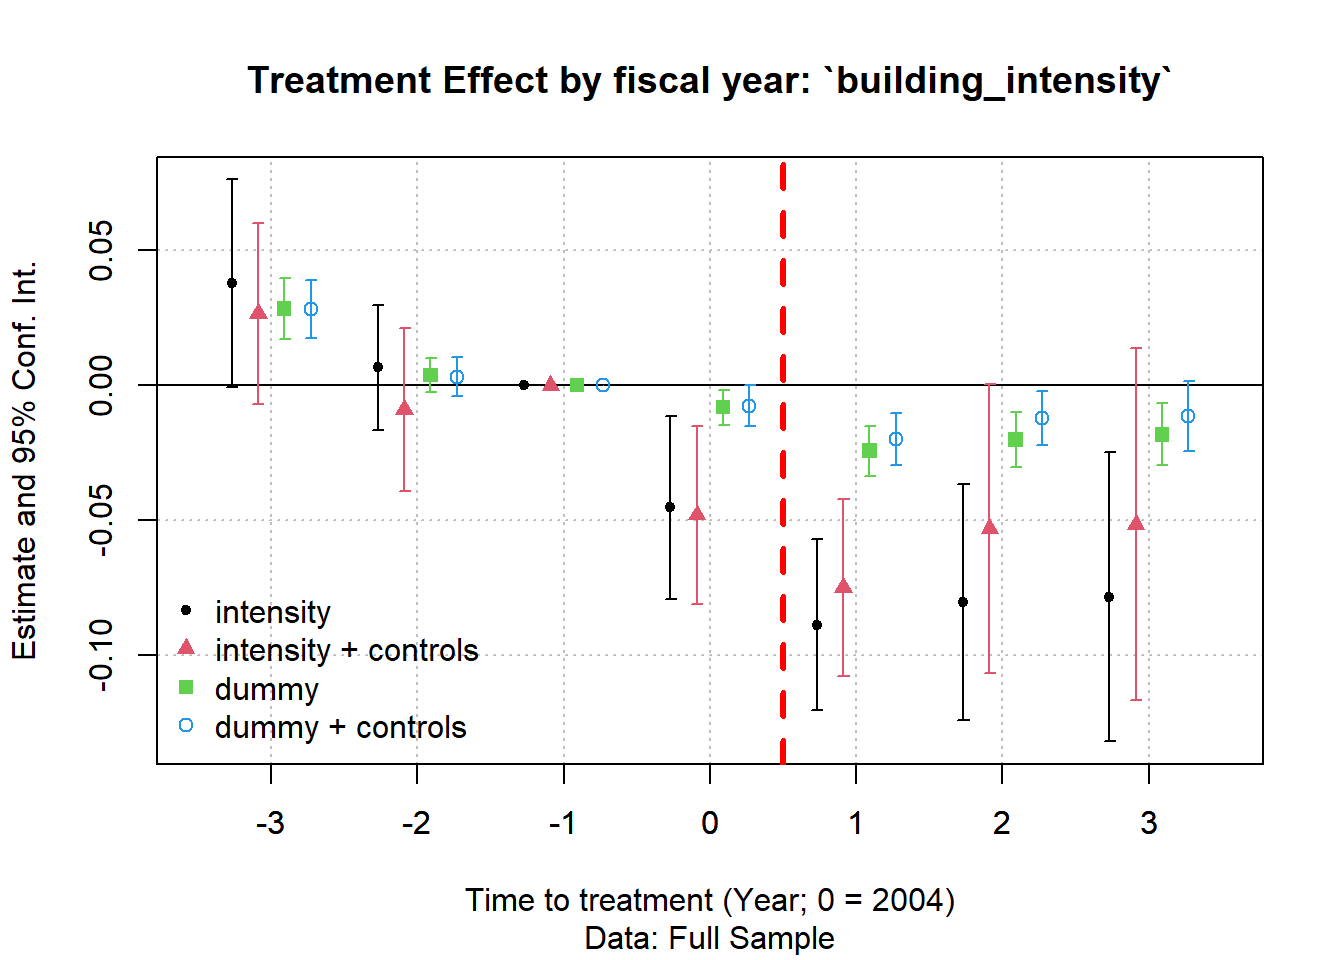 Treatment Effect by fiscal year: `building_intensity`
Estimate and 95% Conf. Int.
0.05
0.00
-0.05
-0.10
intensity
intensity + controls
dummy
dummy + controls
-3 -2 -1 0 1 2 3
Time to treatment (Year; 0 = 2004)
Data: Full Sample